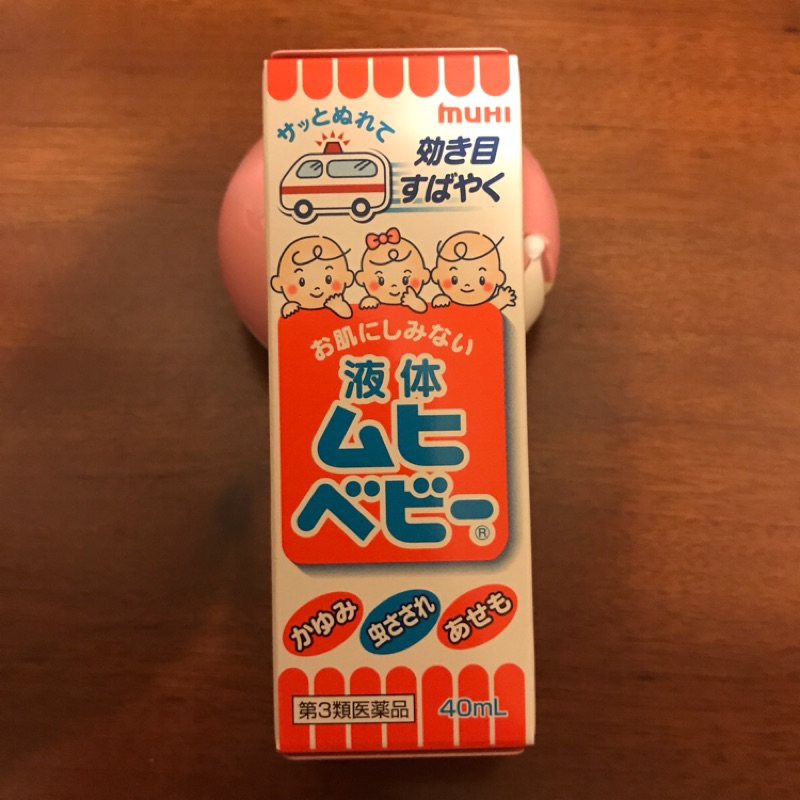 muHI
サッとぬれて
効き目
すばやく
お肌にしみない
液体
ムヒ
ベビー®
かゆみ 虫さされ あせも
第3類医薬品 40mL